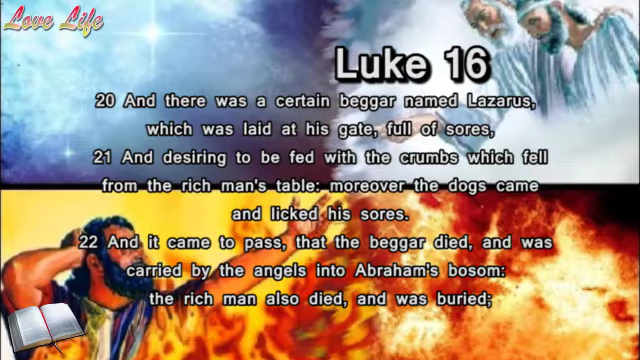 Love Life
Luke 16
20 And there was a certain beggar named Lazarus,
which was laid at his gate, full of sores,
21 And desiring to be fed with the crumbs which fell
from the rich man's table: moreover the dogs came
and licked his sores.
22 And it came to pass, that the beggar died, and was
carried by the angels into Abraham's bosom:
the rich man also died, and was buried;